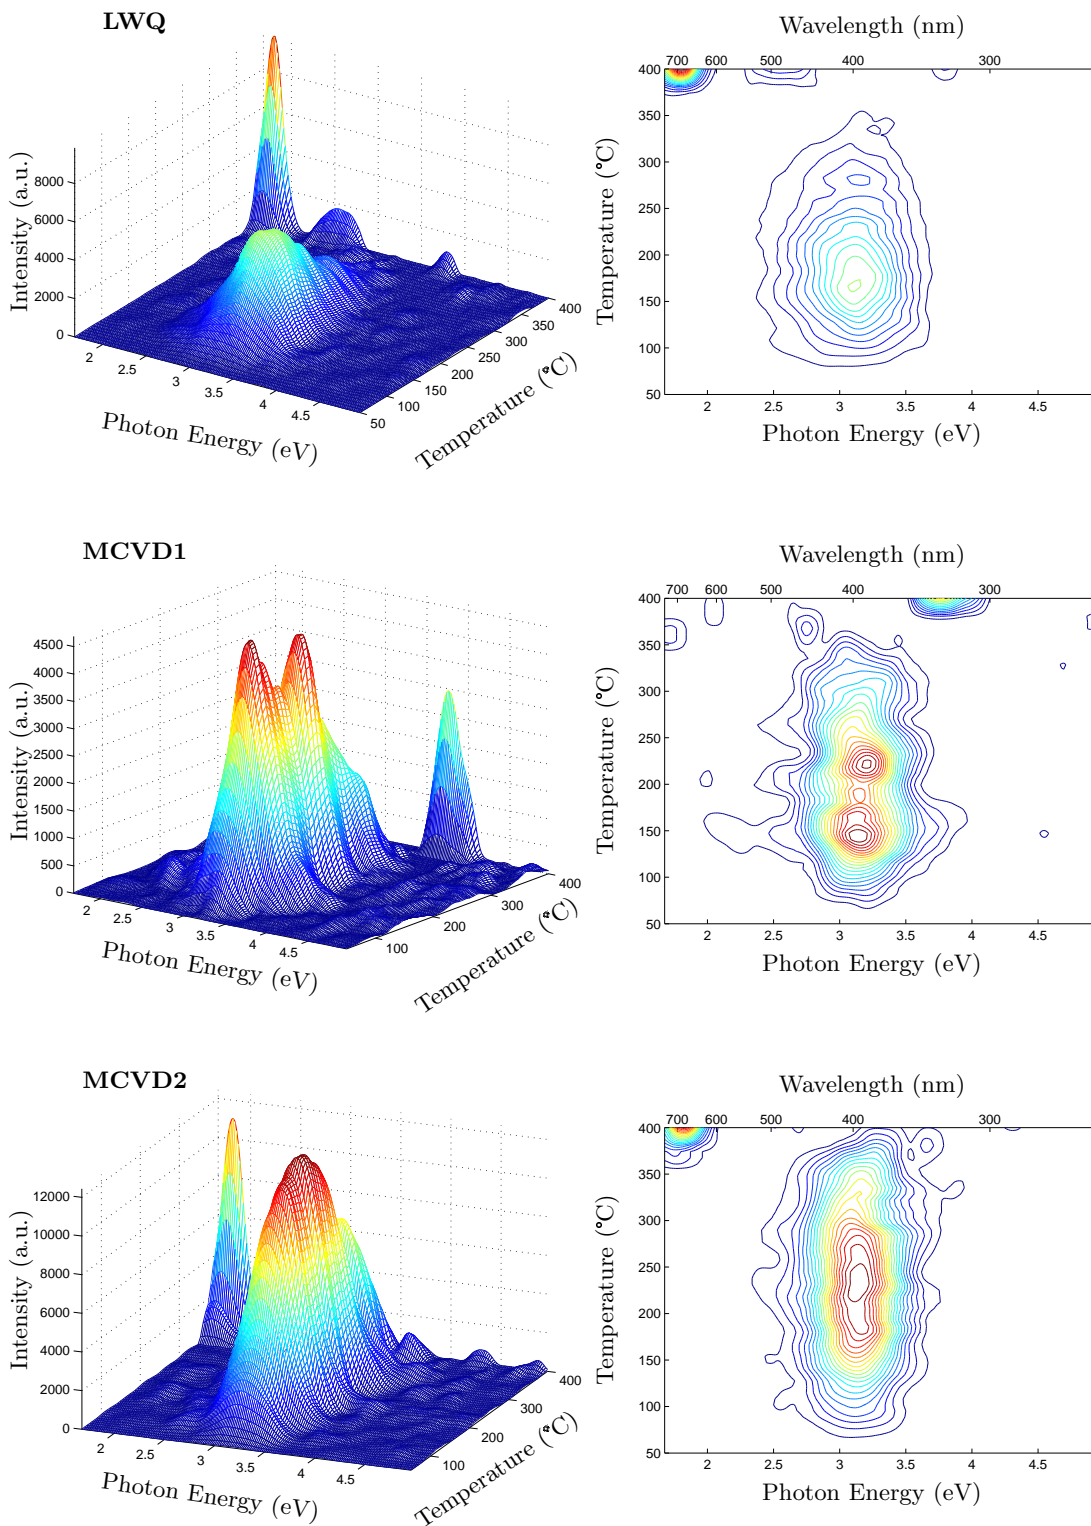 LWQ
Intensity (a.u.)
8000
6000
4000
2000
0
2
2.5
3
3.5
4
4.5
Photon Energy (eV)
50
100
150
200
250
300
350
400
Temperature (°C)
Wavelength (nm)
700 600 500 400 300
Temperature (°C)
400
350
300
250
200
150
100
50
2 2.5 3 3.5 4 4.5
Photon Energy (eV)
MCVD1
Intensity (a.u.)
4500
4000
3500
3000
2500
2000
1500
1000
500
0
2
2.5
3
3.5
4
4.5
Photon Energy (eV)
100
200
300
400
Temperature (°C)
Wavelength (nm)
700 600 500 400 300
Temperature (°C)
400
350
300
250
200
150
100
50
2 2.5 3 3.5 4 4.5
Photon Energy (eV)
MCVD2
Intensity (a.u.)
12000
10000
8000
6000
4000
2000
0
2
2.5
3
3.5
4
4.5
Photon Energy (eV)
100
200
300
400
Temperature (°C)
Wavelength (nm)
700 600 500 400 300
Temperature (°C)
400
350
300
250
200
150
100
50
2 2.5 3 3.5 4 4.5
Photon Energy (eV)